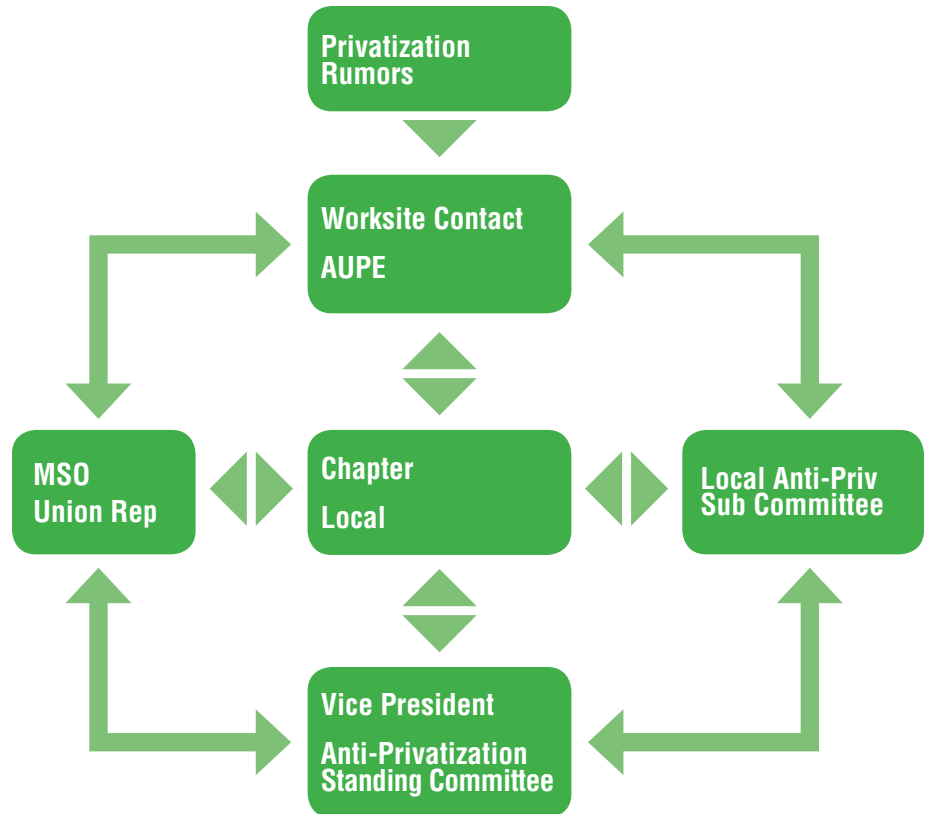 Privatization
Rumors
Worksite Contact
AUPE
MSO
Union Rep
Chapter
Local
Local Anti-Priv
Sub Committee
Vice President
Anti-Privatization
Standing Committee